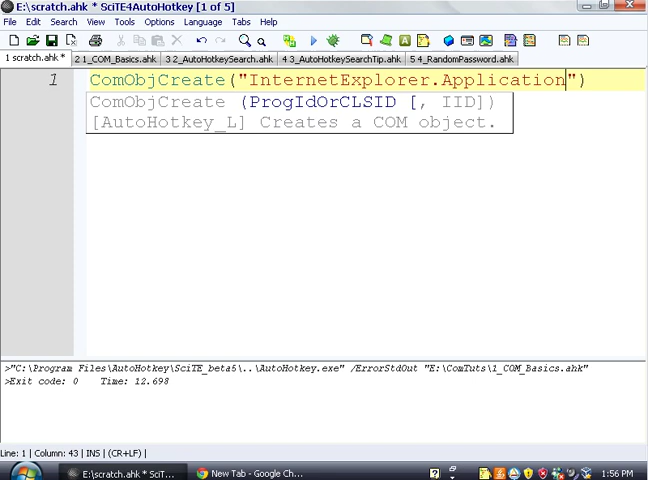 E:\scratch.ahk * SciTE4AutoHotkey [1 of 5]
File Edit Search View Tools Options Language Tabs Help
1 scratch.ahk * 2 1_COM_Basics.ahk 3 2_AutoHotkeySearch.ahk 4 3_AutoHotkeySearchTip.ahk 5 4_RandomPassword.ahk
1 ComObjCreate("InternetExplorer.Application")
ComObjCreate (ProgIdOrCLSID [, IID])
[AutoHotkey_L] Creates a COM object.
>"C:\Program Files\AutoHotkey\SciTE_beta5\..\AutoHotkey.exe" /ErrorStdOut "E:\ComTuts\1_COM_Basics.ahk"
>Exit code: 0 Time: 12.698
Line: 1 | Column: 43 | INS | (CR+LF) |
E:\scratch.ahk * SciT... New Tab - Google Ch... 1:56 PM